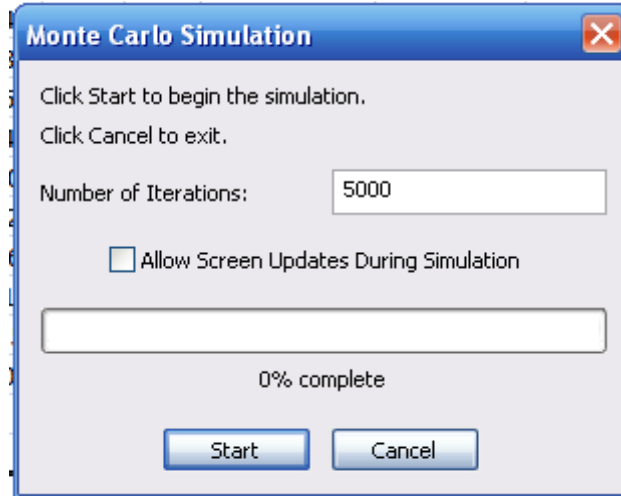 Monte Carlo Simulation
Click Start to begin the simulation.
Click Cancel to exit.
Number of Iterations: 5000
Allow Screen Updates During Simulation
0% complete
Start Cancel